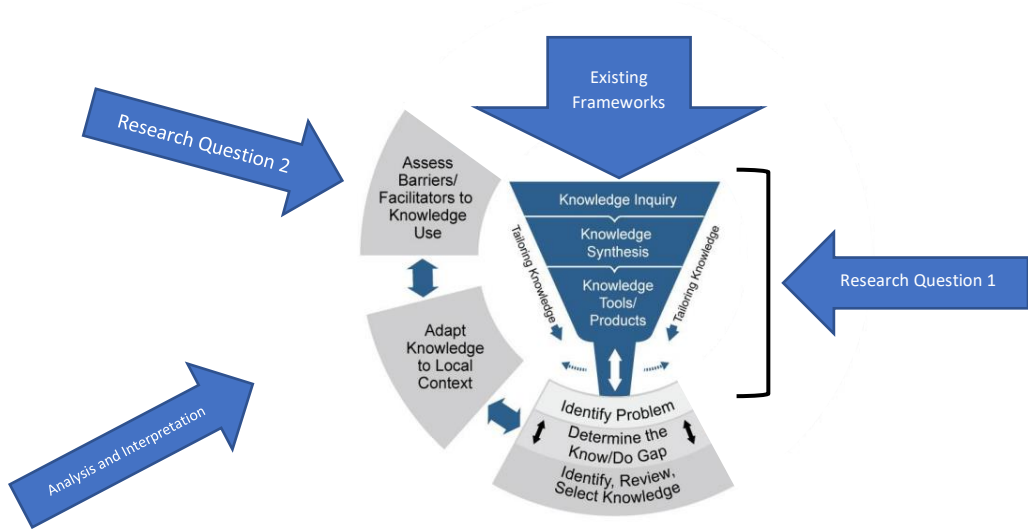 Existing
Frameworks
Research Question 2
Assess
Barriers/
Facilitators to
Knowledge
Use
Knowledge Inquiry
Knowledge
Synthesis
Knowledge
Tools/
Products
Tailoring Knowledge
Tailoring Knowledge
Research Question 1
Adapt
Knowledge
to Local
Context
Identify Problem
Determine the
Know/Do Gap
Identify, Review,
Select Knowledge
Analysis and Interpretation